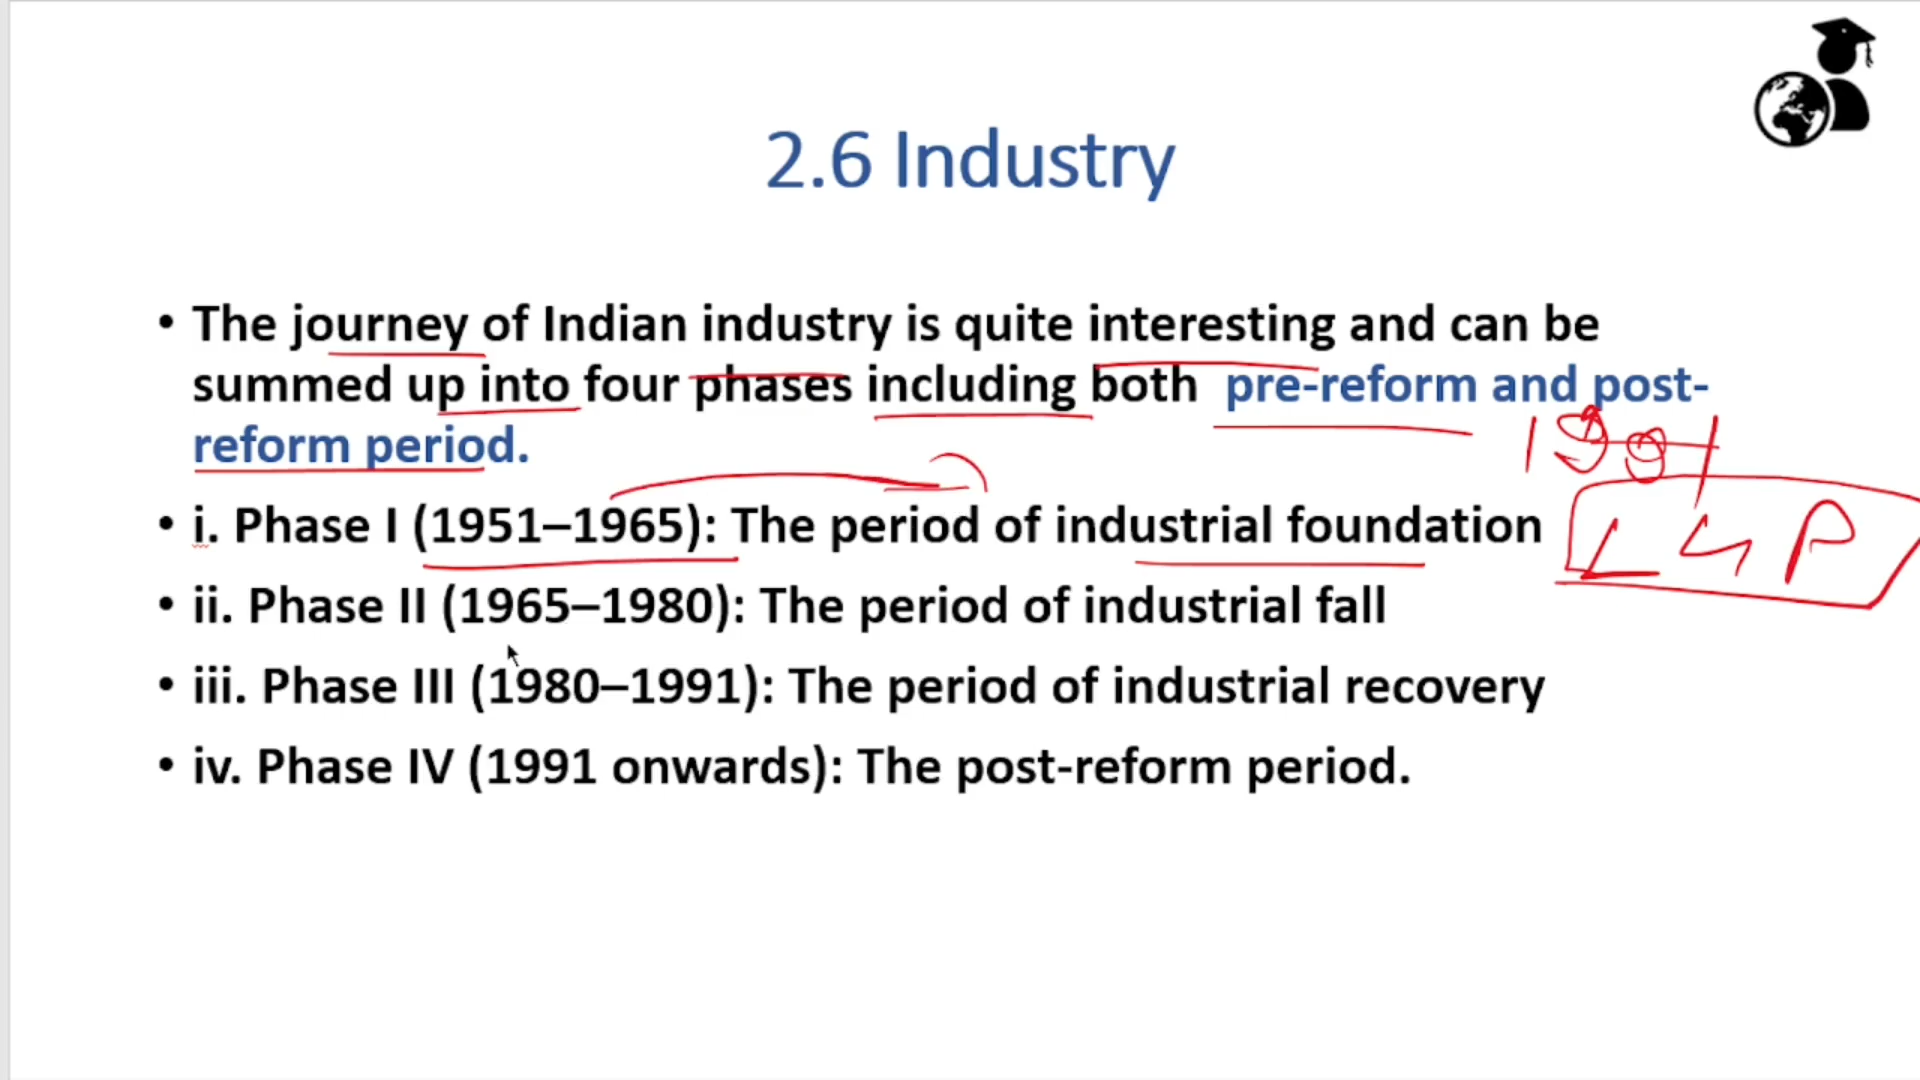 2.6 Industry
• The journey of Indian industry is quite interesting and can be
summed up into four phases including both pre-reform and post-
reform period.
1991
• i. Phase I (1951–1965): The period of industrial foundation
L G P
• ii. Phase II (1965–1980): The period of industrial fall
• iii. Phase III (1980–1991): The period of industrial recovery
• iv. Phase IV (1991 onwards): The post-reform period.